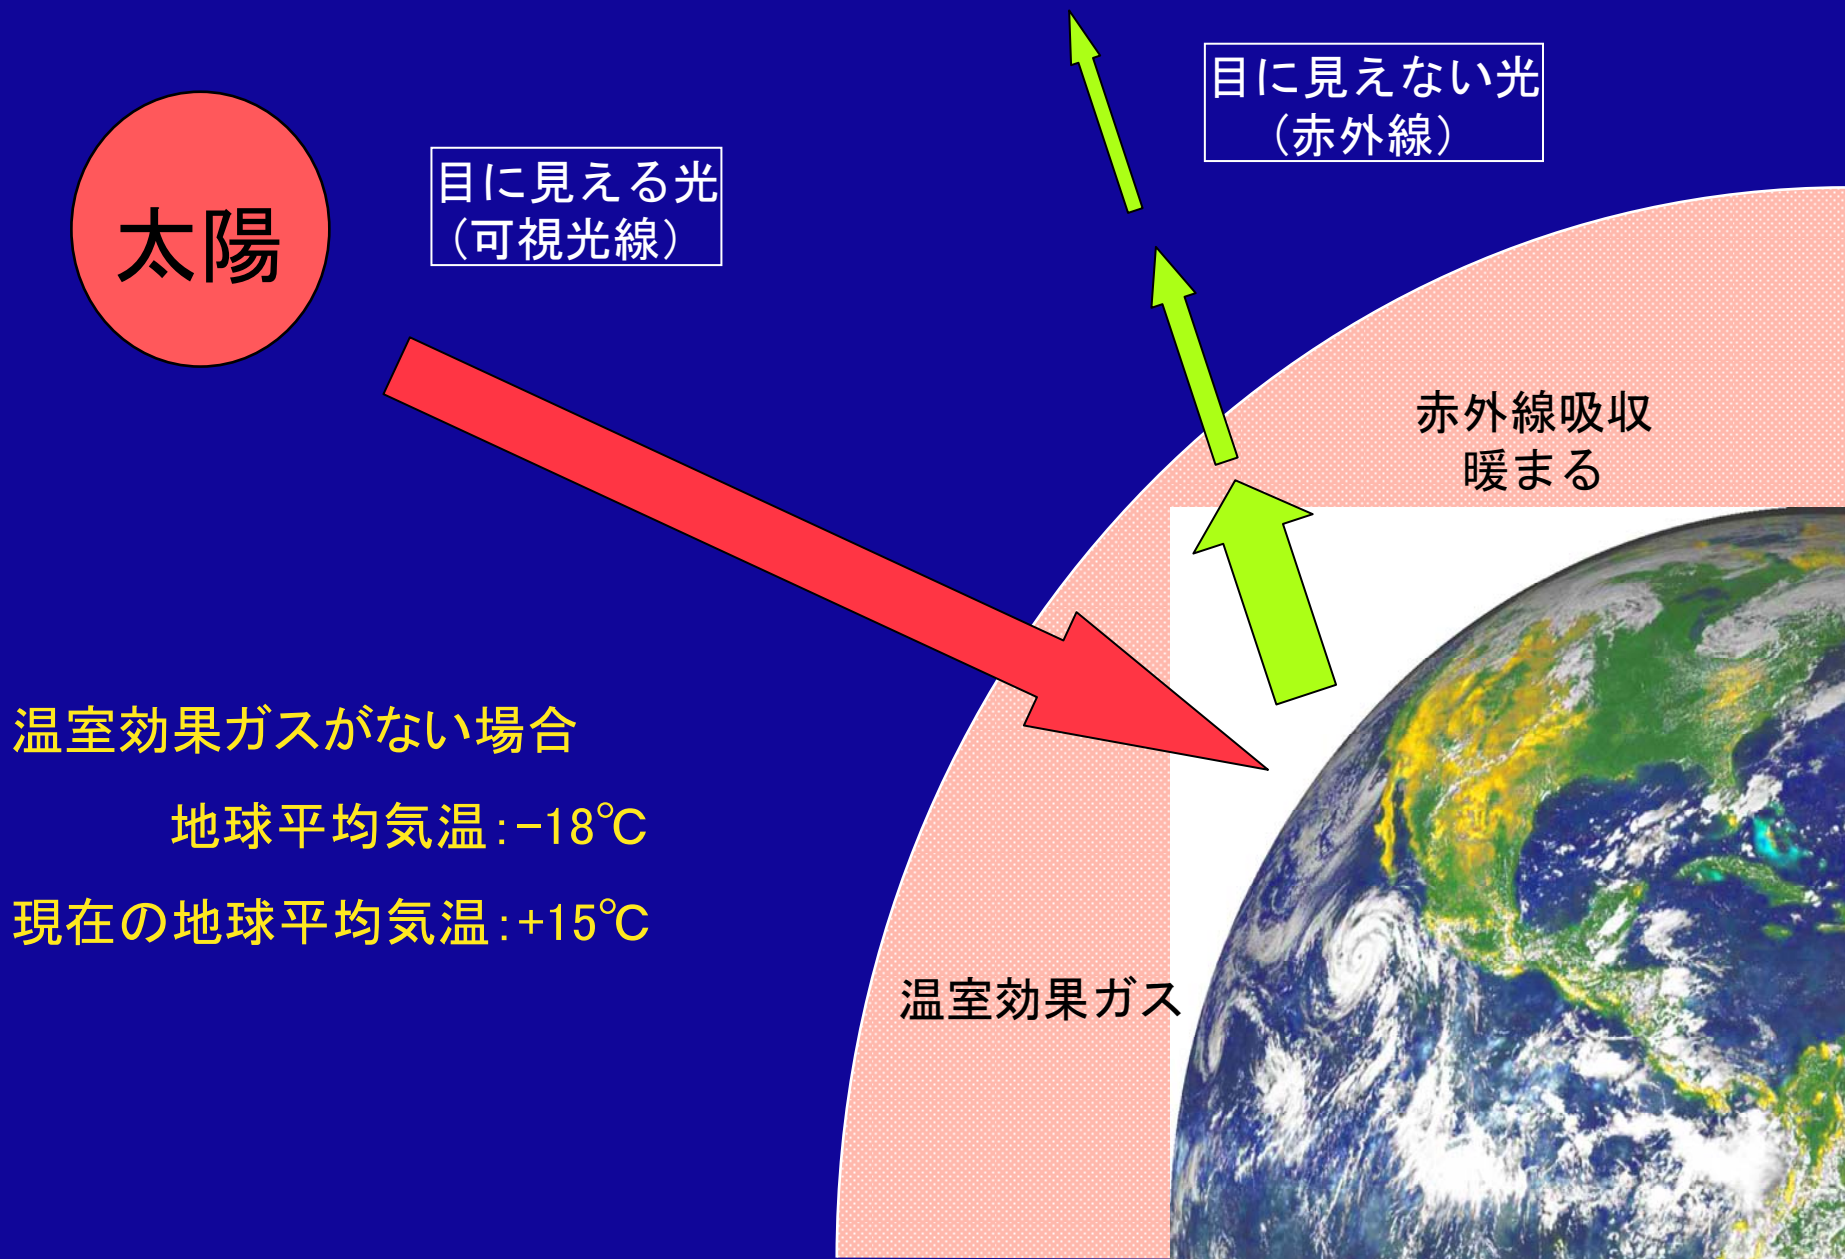 太陽
目に見える光
(可視光線)
目に見えない光
(赤外線)
赤外線吸収
暖まる
温室効果ガスがない場合
地球平均気温:-18℃
現在の地球平均気温:+15℃
温室効果ガス